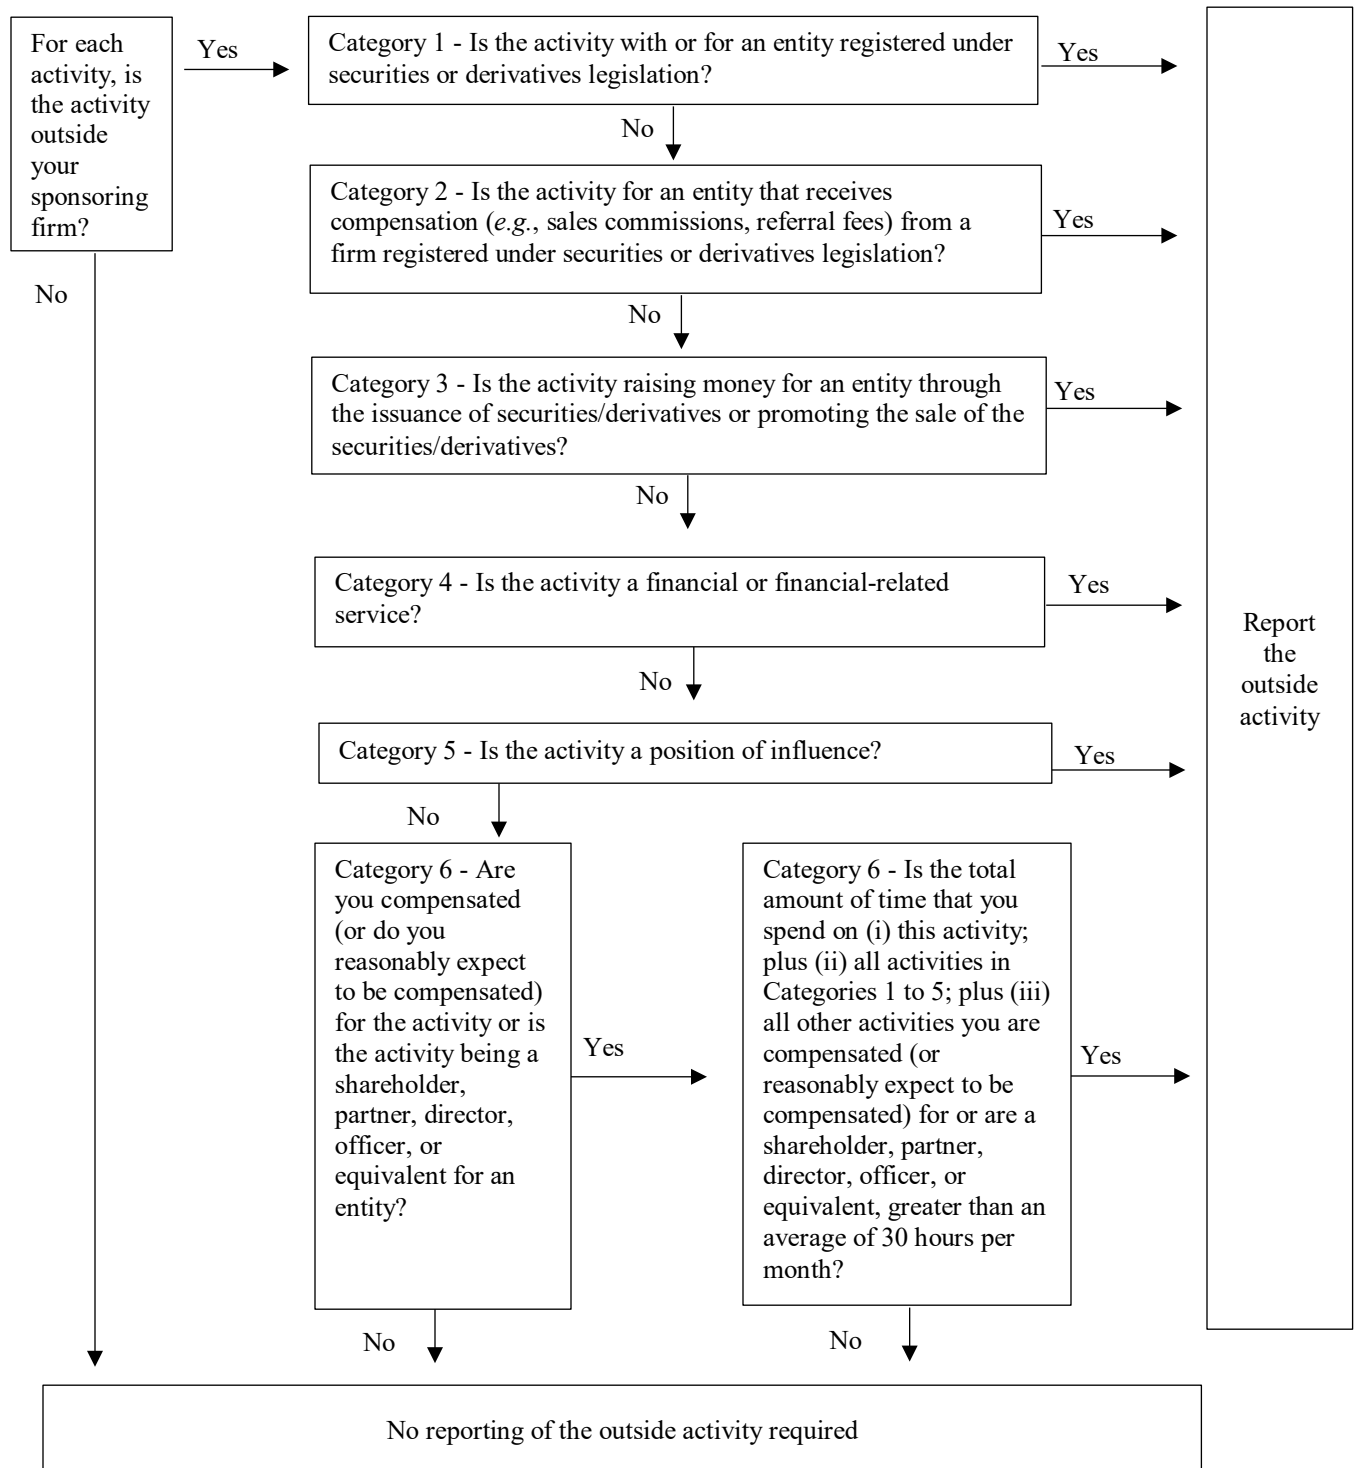 For each
activity, is
the activity
outside
your
sponsoring
firm?
Yes
No
Category 1 - Is the activity with or for an entity registered under
securities or derivatives legislation?
Yes
No
Category 2 - Is the activity for an entity that receives
compensation (e.g., sales commissions, referral fees) from a
firm registered under securities or derivatives legislation?
Yes
No
Category 3 - Is the activity raising money for an entity through
the issuance of securities/derivatives or promoting the sale of the
securities/derivatives?
Yes
No
Category 4 - Is the activity a financial or financial-related
service?
Yes
No
Category 5 - Is the activity a position of influence?
Yes
No
Category 6 - Are
you compensated
(or do you
reasonably expect
to be compensated)
for the activity or is
the activity being a
shareholder,
partner, director,
officer, or
equivalent for an
entity?
Yes
No
Category 6 - Is the total
amount of time that you
spend on (i) this activity;
plus (ii) all activities in
Categories 1 to 5; plus (iii)
all other activities you are
compensated (or
reasonably expect to be
compensated) for or are a
shareholder, partner,
director, officer, or
equivalent, greater than an
average of 30 hours per
month?
Yes
No
Report
the
outside
activity
No reporting of the outside activity required